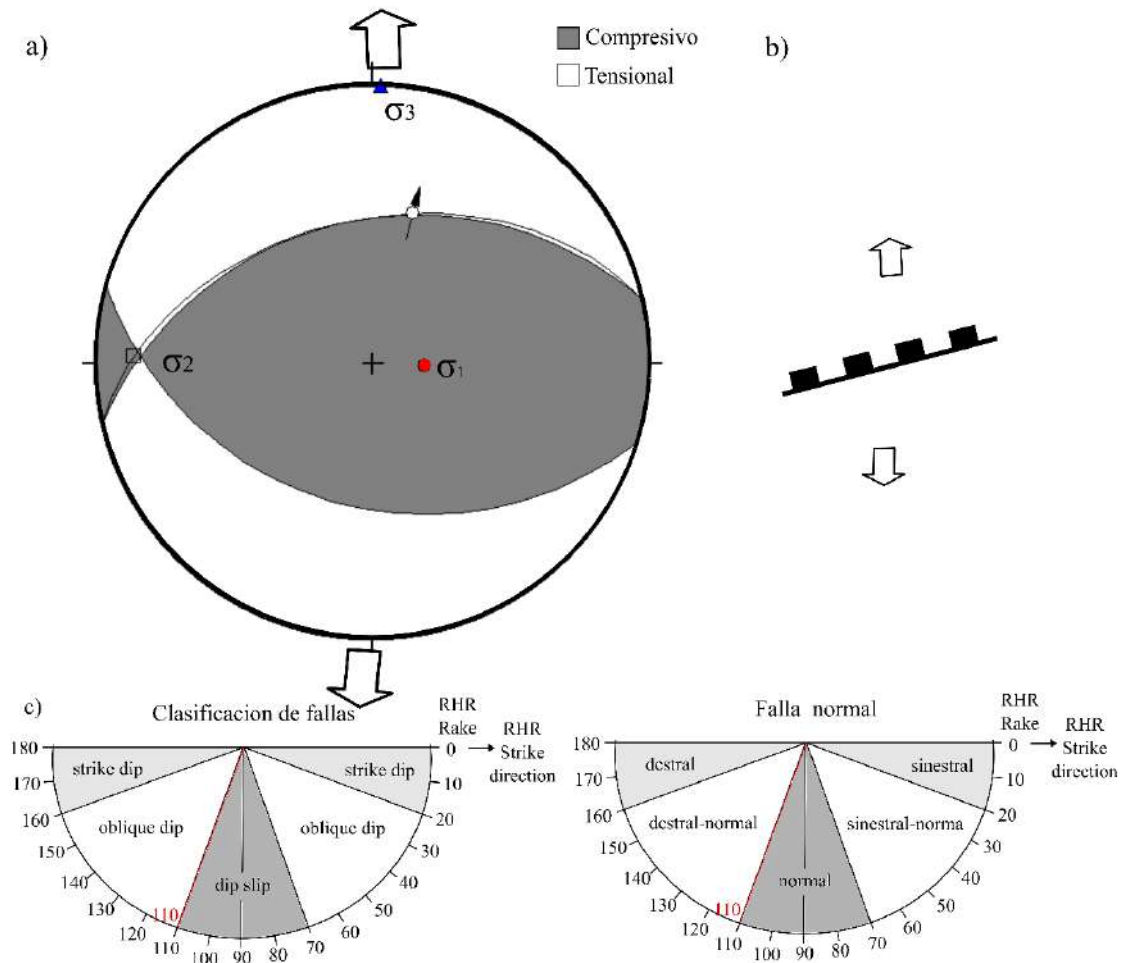 a)
Compresivo
Tensional
b)
σ3
σ2
σ1
c)
Clasificacion de fallas
RHR
Rake
RHR
Strike
direction
180
170
160
150
140
130
120
110
110
100
90
80
70
60
50
40
30
20
10
0
strike dip
strike dip
oblique dip
oblique dip
dip slip
Falla normal
RHR
Rake
RHR
Strike
direction
180
170
160
150
140
130
120
110
110
100
90
80
70
60
50
40
30
20
10
0
destral
sinestral
destral-normal
sinestral-norma
normal